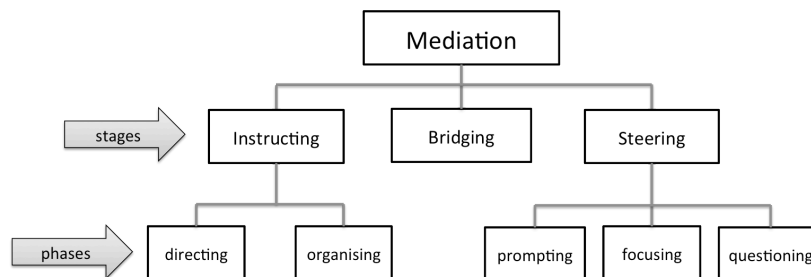 Mediation
stages
Instructing
Bridging
Steering
phases
directing
organising
prompting
focusing
questioning